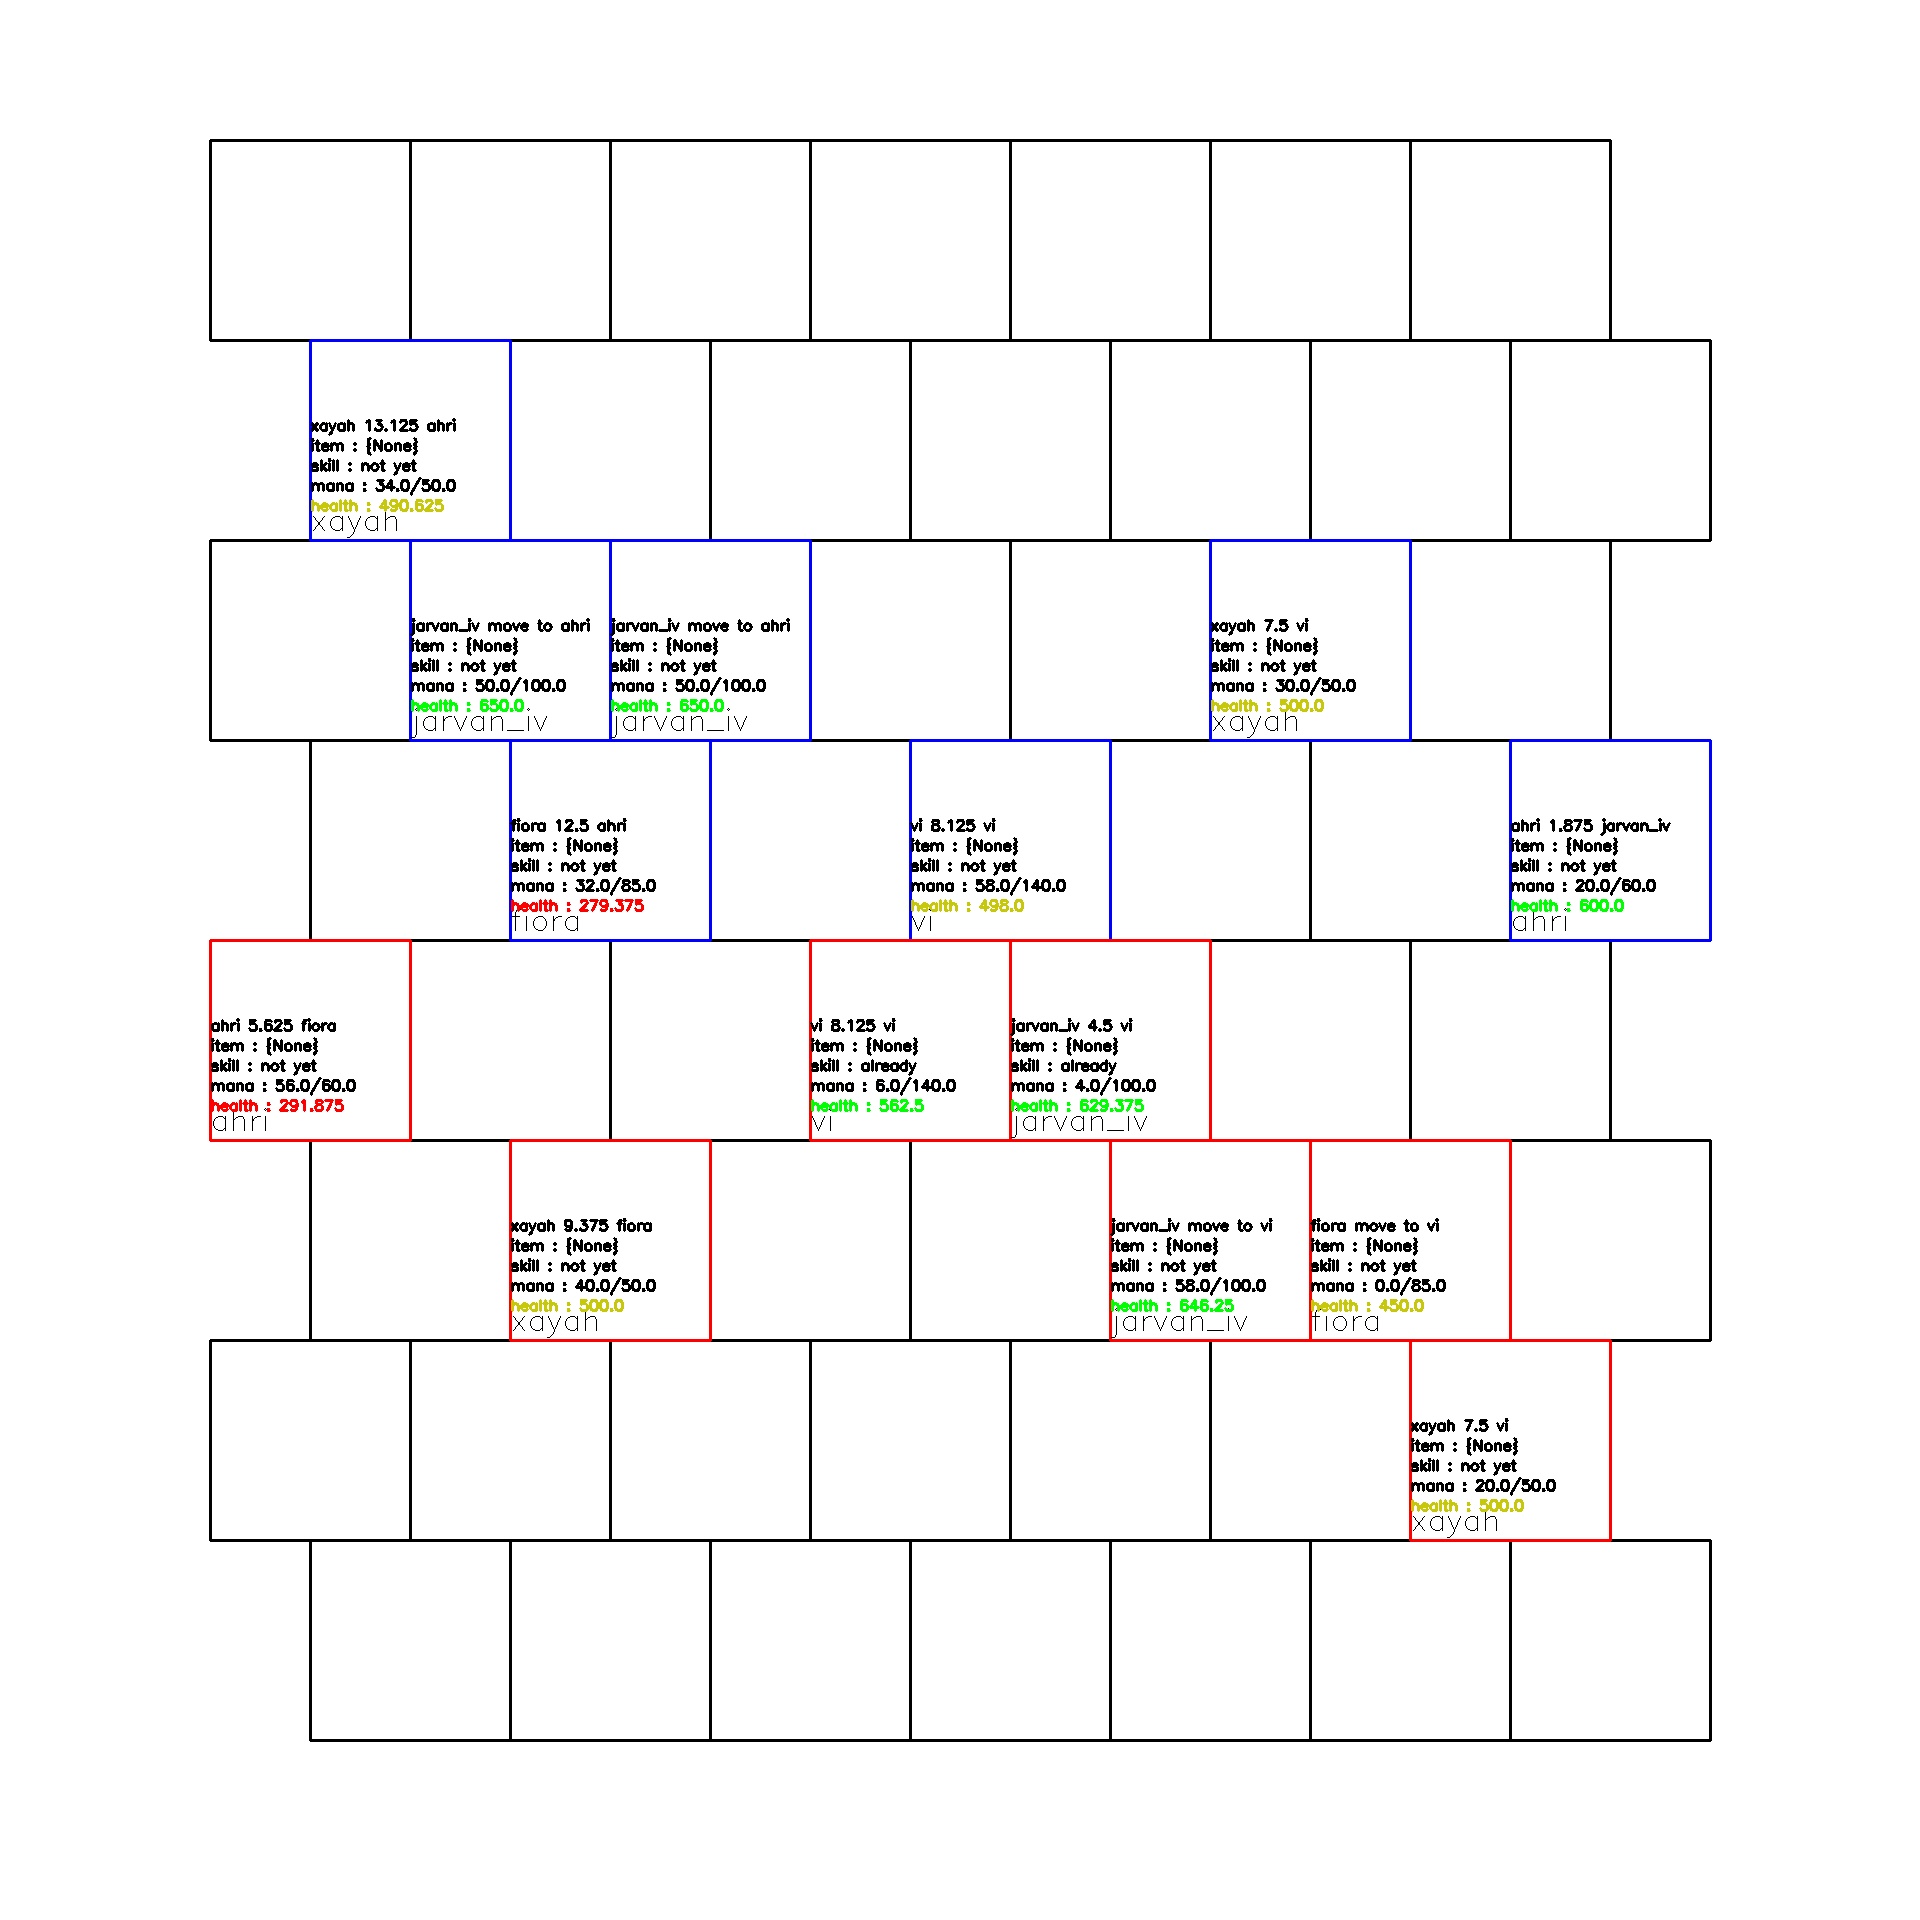 xayah 13.125 ahri
item : {None}
skill : not yet
mana : 34.0/50.0
health : 490.625
xayah
jarvan_iv move to ahri
item : {None}
skill : not yet
mana : 50.0/100.0
health : 650.0
jarvan_iv
jarvan_iv move to ahri
item : {None}
skill : not yet
mana : 50.0/100.0
health : 650.0
jarvan_iv
xayah 7.5 vi
item : {None}
skill : not yet
mana : 30.0/50.0
health : 500.0
xayah
fiora 12.5 ahri
item : {None}
skill : not yet
mana : 32.0/85.0
health : 279.375
fiora
vi 8.125 vi
item : {None}
skill : not yet
mana : 58.0/140.0
health : 498.0
vi
ahri 1.875 jarvan_iv
item : {None}
skill : not yet
mana : 20.0/60.0
health : 600.0
ahri
ahri 5.625 fiora
item : {None}
skill : not yet
mana : 56.0/60.0
health : 291.875
ahri
vi 8.125 vi
item : {None}
skill : already
mana : 6.0/140.0
health : 562.5
vi
jarvan_iv 4.5 vi
item : {None}
skill : already
mana : 4.0/100.0
health : 629.375
jarvan_iv
xayah 9.375 fiora
item : {None}
skill : not yet
mana : 40.0/50.0
health : 500.0
xayah
jarvan_iv move to vi
item : {None}
skill : not yet
mana : 58.0/100.0
health : 646.25
jarvan_iv
fiora move to vi
item : {None}
skill : not yet
mana : 0.0/85.0
health : 450.0
fiora
xayah 7.5 vi
item : {None}
skill : not yet
mana : 20.0/50.0
health : 500.0
xayah